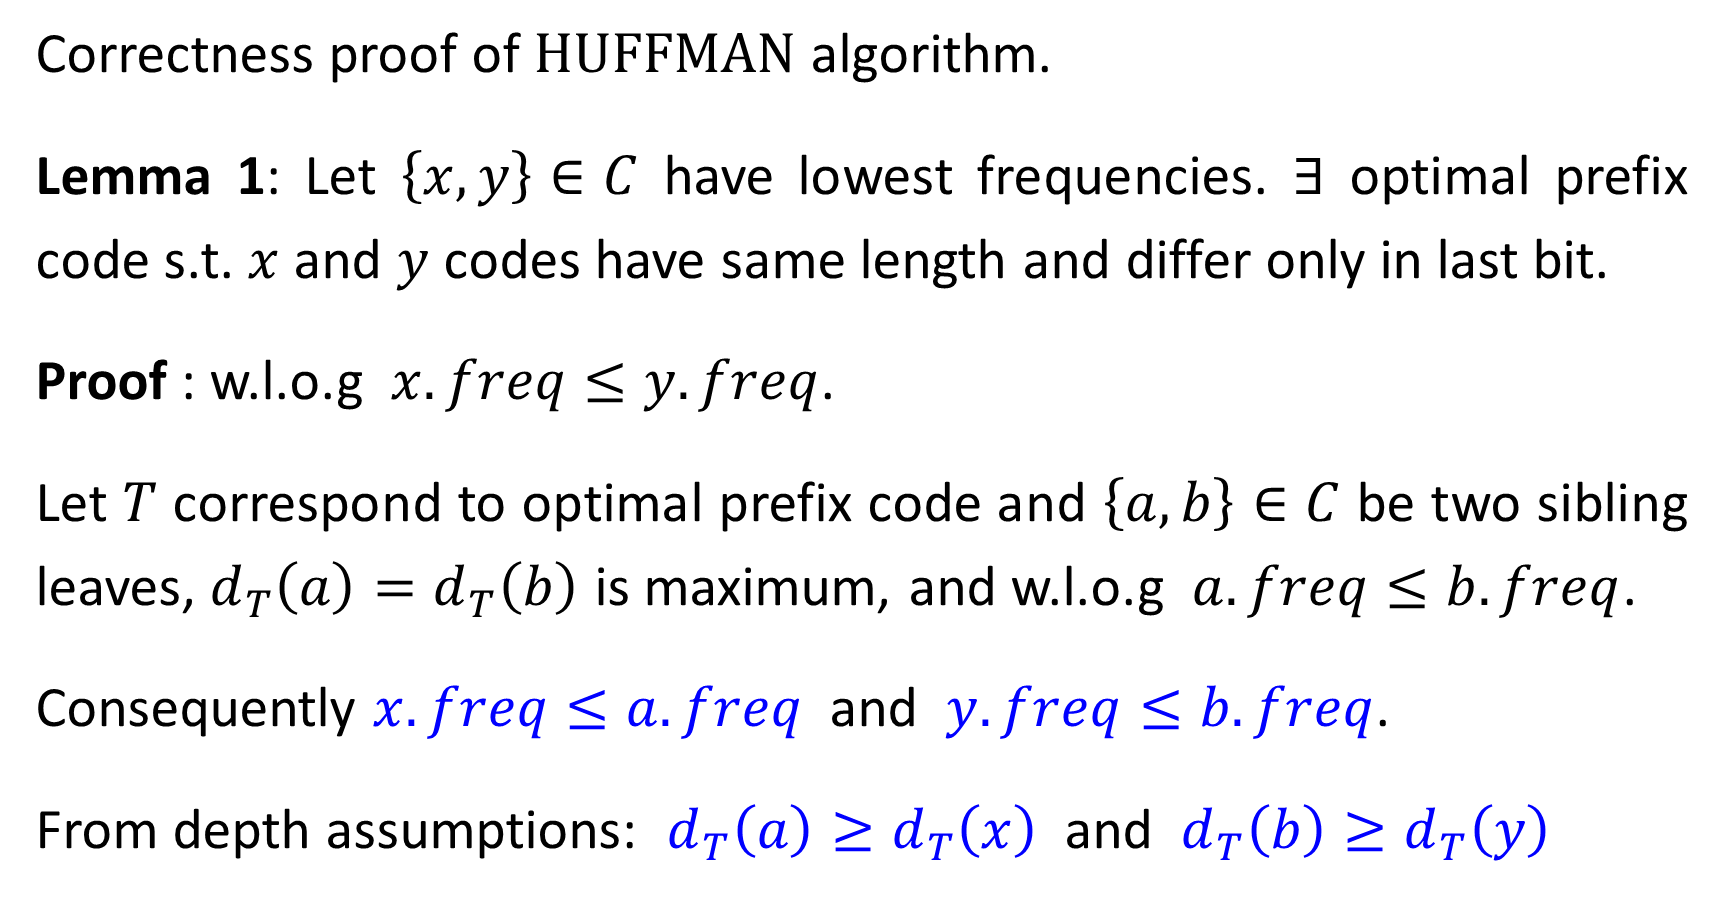 Correctness proof of HUFFMAN algorithm.
Lemma 1: Let {x, y} ∈ C have lowest frequencies. ∃ optimal prefix
code s.t. x and y codes have same length and differ only in last bit.
Proof : w.l.o.g x.freq ≤ y.freq.
Let T correspond to optimal prefix code and {a, b} ∈ C be two sibling
leaves, d_T(a) = d_T(b) is maximum, and w.l.o.g a.freq ≤ b.freq.
Consequently x.freq ≤ a.freq and y.freq ≤ b.freq.
From depth assumptions: d_T(a) ≥ d_T(x) and d_T(b) ≥ d_T(y)